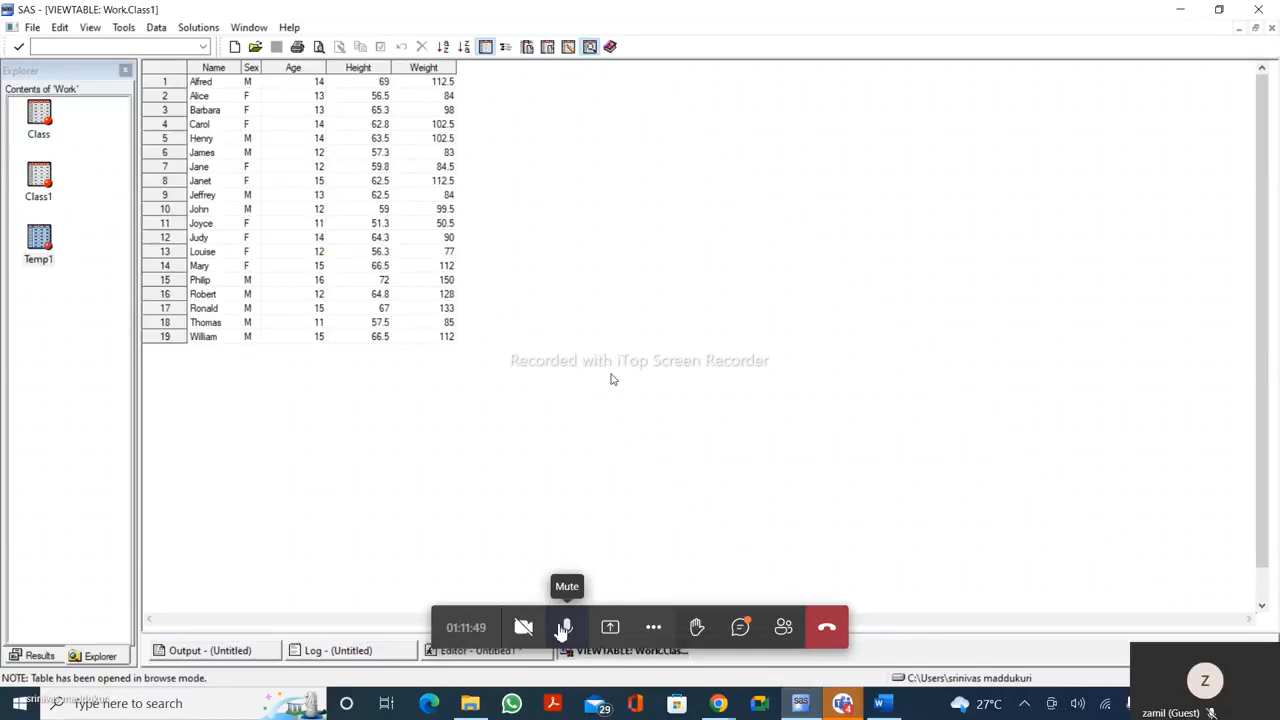 SAS - [VIEWTABLE: Work.Class1]
File Edit View Tools Data Solutions Window Help
Explorer
Contents of 'Work'
Class
Class1
Temp1
Name Sex Age Height Weight
1 Alfred M 14 69 112.5
2 Alice F 13 56.5 84
3 Barbara F 13 65.3 98
4 Carol F 14 62.8 102.5
5 Henry M 14 63.5 102.5
6 James M 12 57.3 83
7 Jane F 12 59.8 84.5
8 Janet F 15 62.5 112.5
9 Jeffrey M 13 62.5 84
10 John M 12 59 99.5
11 Joyce F 11 51.3 50.5
12 Judy F 14 64.3 90
13 Louise F 12 56.3 77
14 Mary F 15 66.5 112
15 Philip M 16 72 150
16 Robert M 12 64.8 128
17 Ronald M 15 67 133
18 Thomas M 11 57.5 85
19 William M 15 66.5 112
Recorded with iTop Screen Recorder
Mute
01:11:49
Results Explorer
Output - (Untitled) Log - (Untitled) Editor - Untitled1 * VIEWTABLE: Work.Clas...
NOTE: Table has been opened in browse mode.
C:\Users\srinivas maddukuri
srinivas maddukuri
Type here to search
29
4
27°C
Z
zamil (Guest)